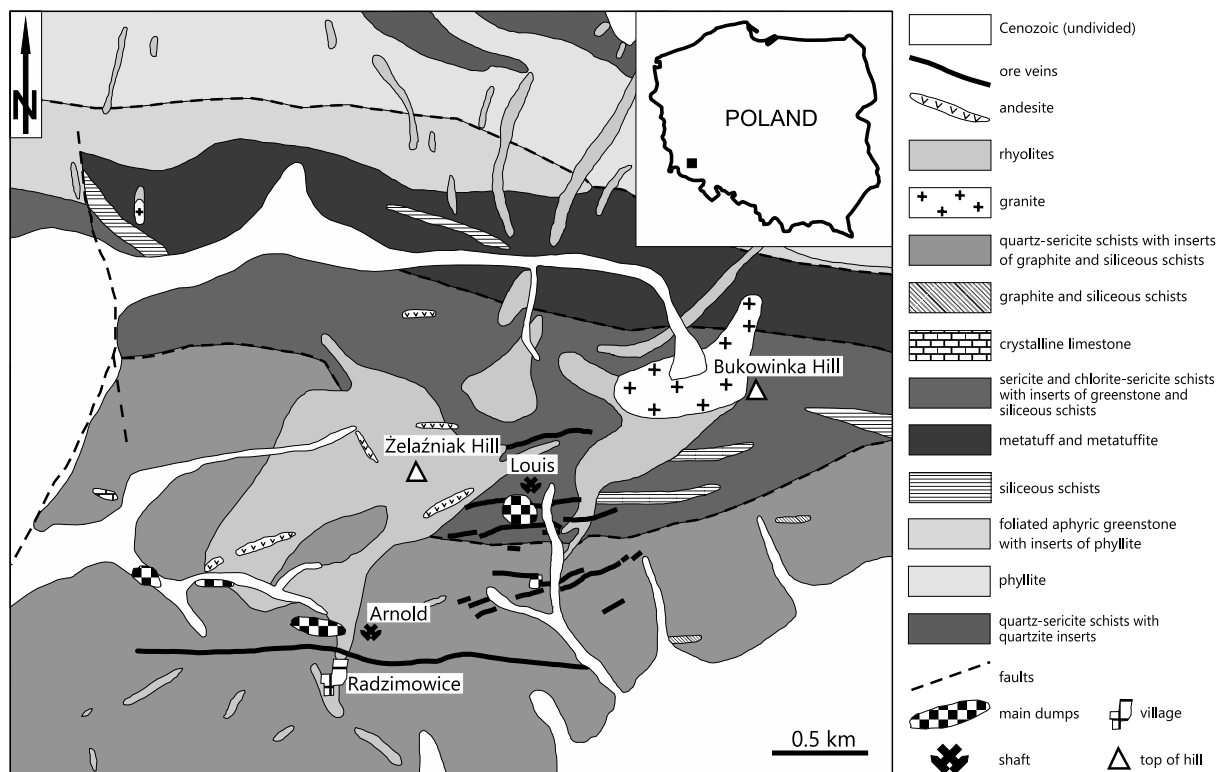 N
POLAND
Bukowinka Hill
Żelaźniak Hill
Louis
Arnold
Radzimowice
0.5 km
Cenozoic (undivided)
ore veins
andesite
rhyolites
granite
quartz-sericite schists with inserts
of graphite and siliceous schists
graphite and siliceous schists
crystalline limestone
sericite and chlorite-sericite schists
with inserts of greenstone and
siliceous schists
metatuff and metatuffite
siliceous schists
foliated aphyric greenstone
with inserts of phyllite
phyllite
quartz-sericite schists with
quartzite inserts
faults
main dumps
village
shaft
top of hill